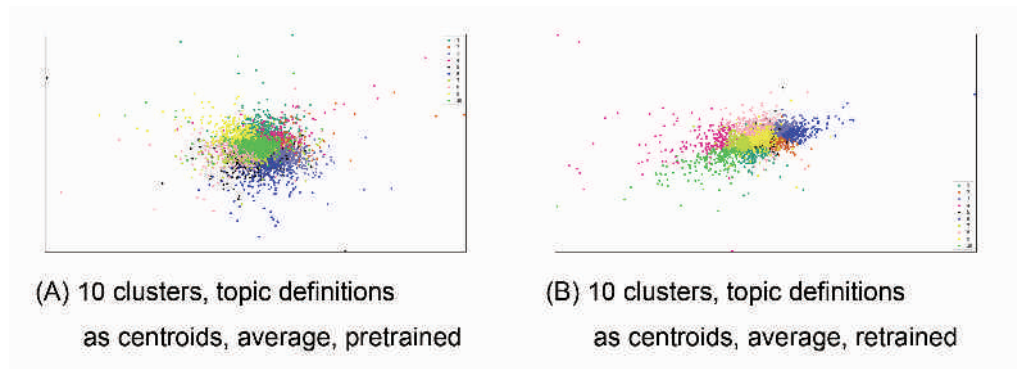 (A) 10 clusters, topic definitions
as centroids, average, pretrained
(B) 10 clusters, topic definitions
as centroids, average, retrained